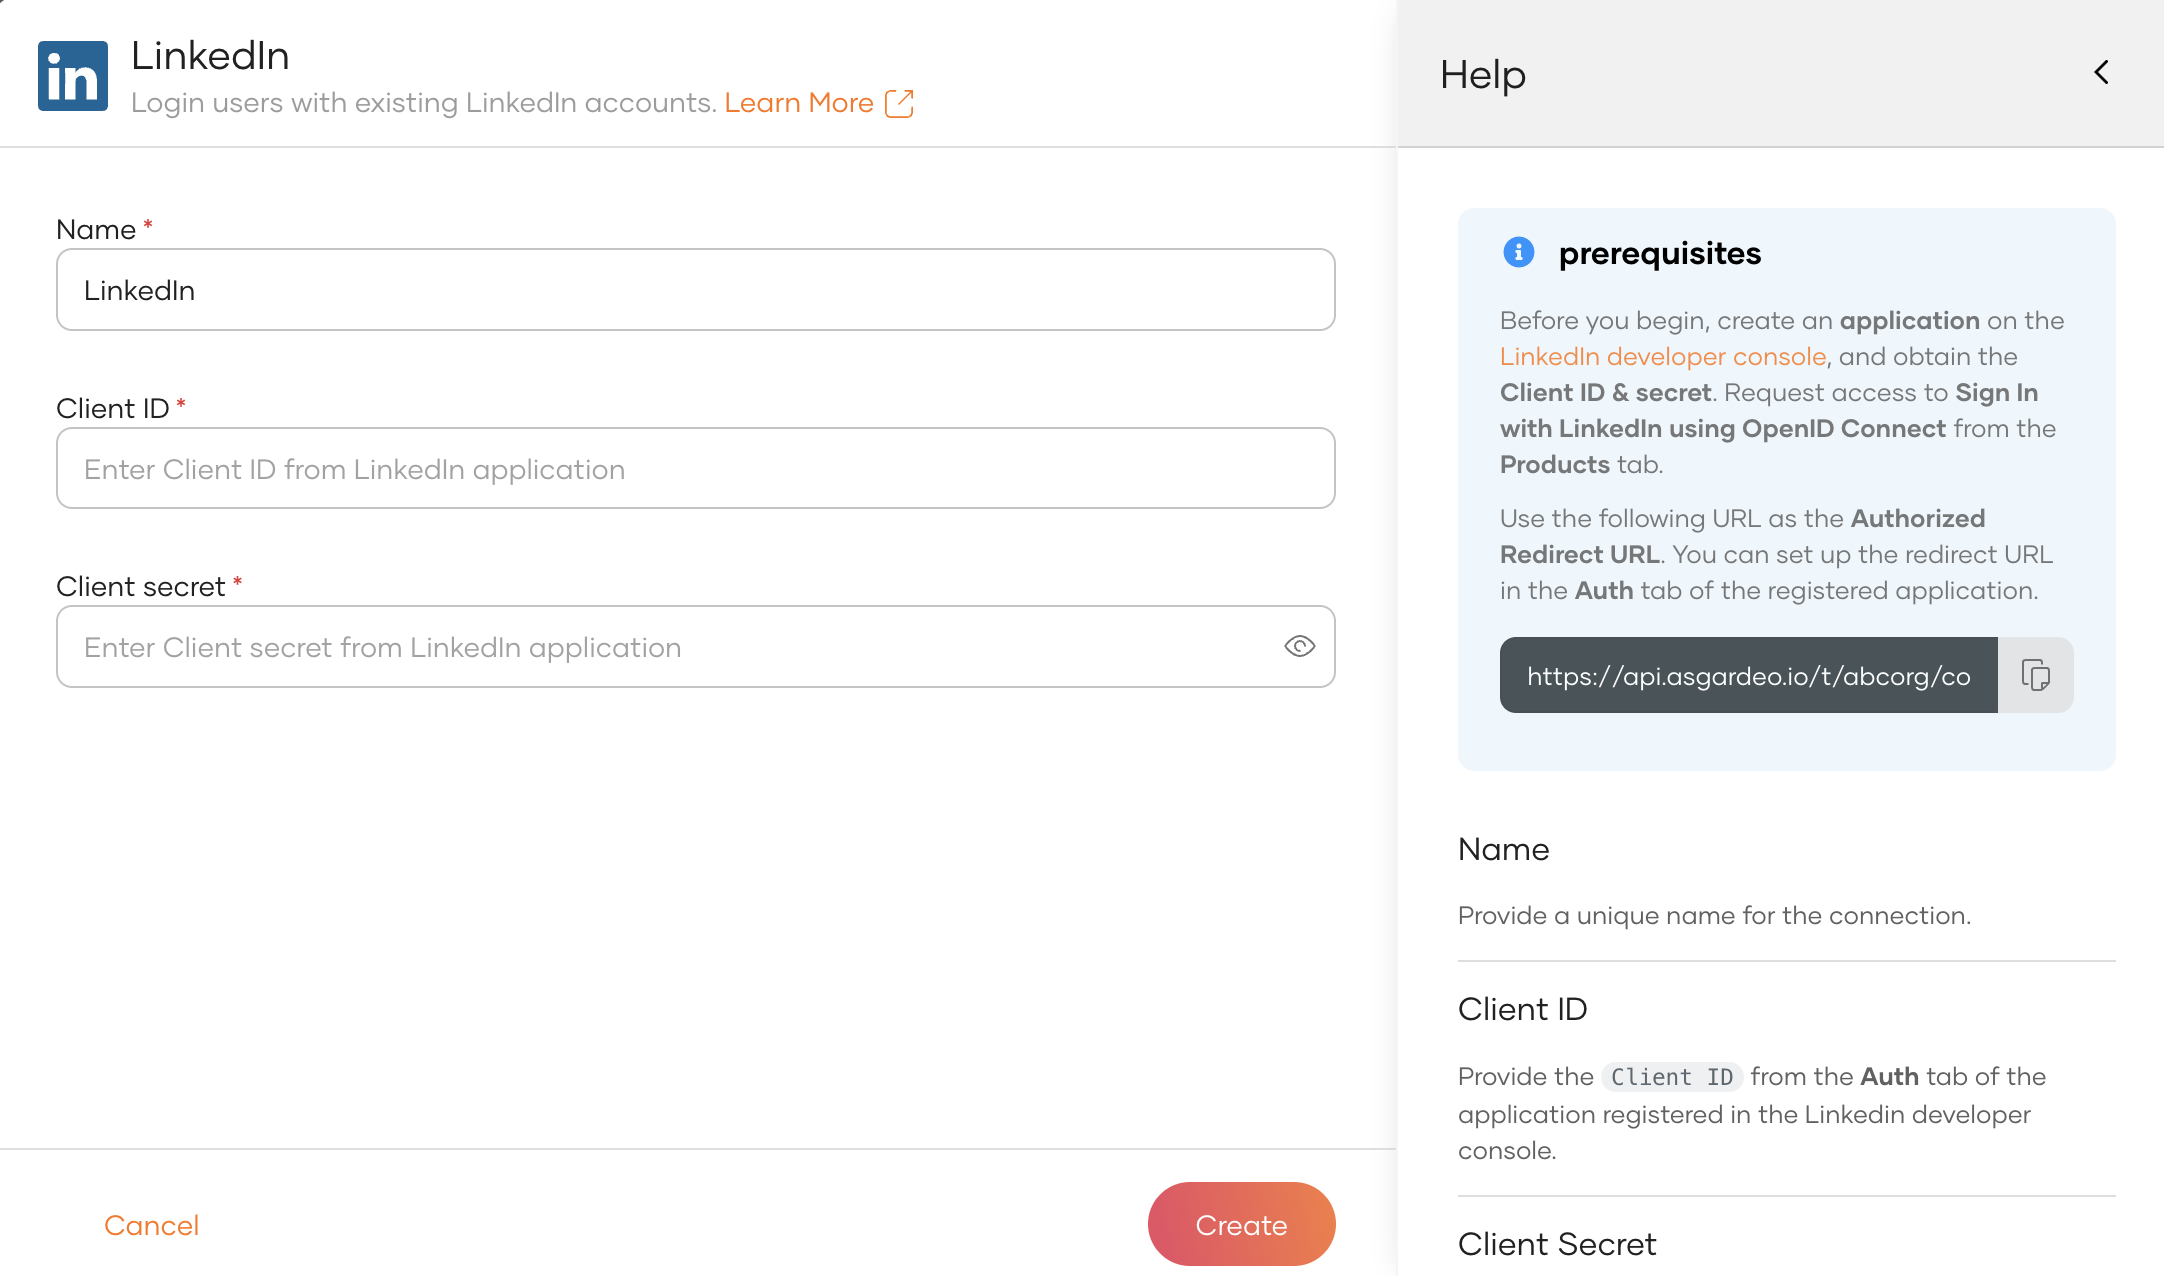 in
LinkedIn
Login users with existing LinkedIn accounts. Learn More
Name *
LinkedIn
Client ID *
Enter Client ID from LinkedIn application
Client secret *
Enter Client secret from LinkedIn application
Cancel
Create
Help
prerequisites
Before you begin, create an application on the
LinkedIn developer console, and obtain the
Client ID & secret. Request access to Sign In
with LinkedIn using OpenID Connect from the
Products tab.
Use the following URL as the Authorized
Redirect URL. You can set up the redirect URL
in the Auth tab of the registered application.
https://api.asgardeo.io/t/abcorg/co
Name
Provide a unique name for the connection.
Client ID
Provide the Client ID from the Auth tab of the
application registered in the Linkedin developer
console.
Client Secret